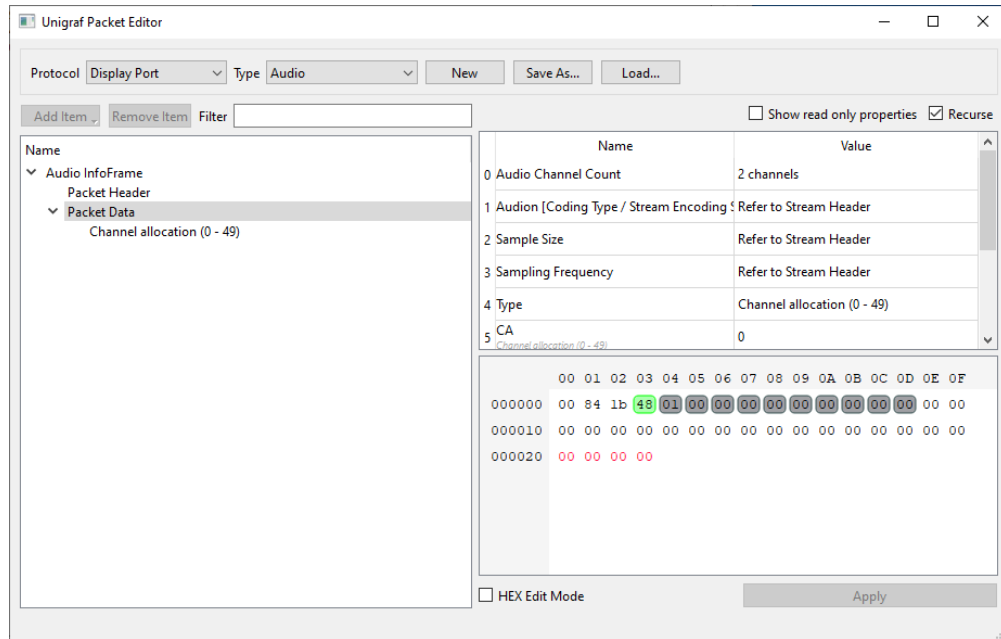 Unigraf Packet Editor
Protocol Display Port Type Audio New Save As... Load...
Add Item Remove Item Filter
Show read only properties Recurse
Name
Audio InfoFrame
Packet Header
Packet Data
Channel allocation (0 - 49)
Name Value
0 Audio Channel Count 2 channels
1 Audion [Coding Type / Stream Encoding S Refer to Stream Header
2 Sample Size Refer to Stream Header
3 Sampling Frequency Refer to Stream Header
4 Type Channel allocation (0 - 49)
5 CA 0
Channel allocation (0 - 49)
00 01 02 03 04 05 06 07 08 09 0A 0B 0C 0D 0E 0F
000000 00 84 1b 48 01 00 00 00 00 00 00 00 00 00 00 00
000010 00 00 00 00 00 00 00 00 00 00 00 00 00 00 00 00
000020 00 00 00 00
HEX Edit Mode Apply